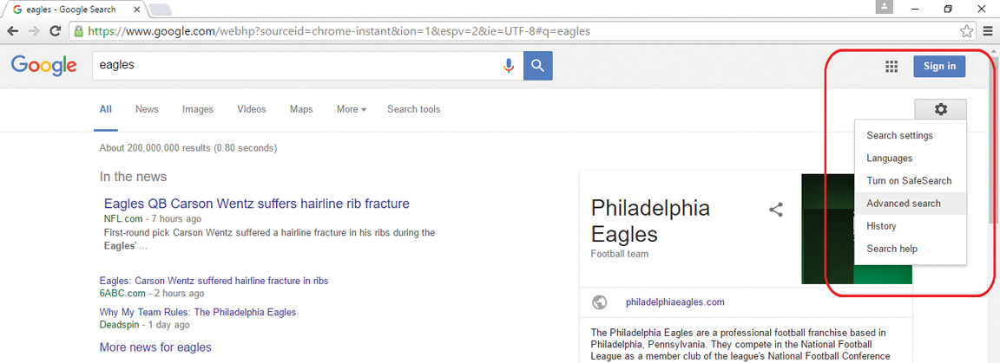 eagles - Google Search
https://www.google.com/webhp?sourceid=chrome-instant&ion=1&espv=2&ie=UTF-8#q=eagles
Google
eagles
Sign in
All News Images Videos Maps More Search tools
About 200,000,000 results (0.80 seconds)
In the news
Eagles QB Carson Wentz suffers hairline rib fracture
NFL.com - 7 hours ago
First-round pick Carson Wentz suffered a hairline fracture in his ribs during the
Eagles' ...
Eagles: Carson Wentz suffered hairline fracture in ribs
6ABC.com - 2 hours ago
Why My Team Rules: The Philadelphia Eagles
Deadspin - 1 day ago
More news for eagles
Search settings
Languages
Turn on SafeSearch
Advanced search
History
Search help
Philadelphia
Eagles
Football team
philadelphiaeagles.com
The Philadelphia Eagles are a professional football franchise based in
Philadelphia, Pennsylvania. They compete in the National Football
League as a member club of the league's National Football Conference